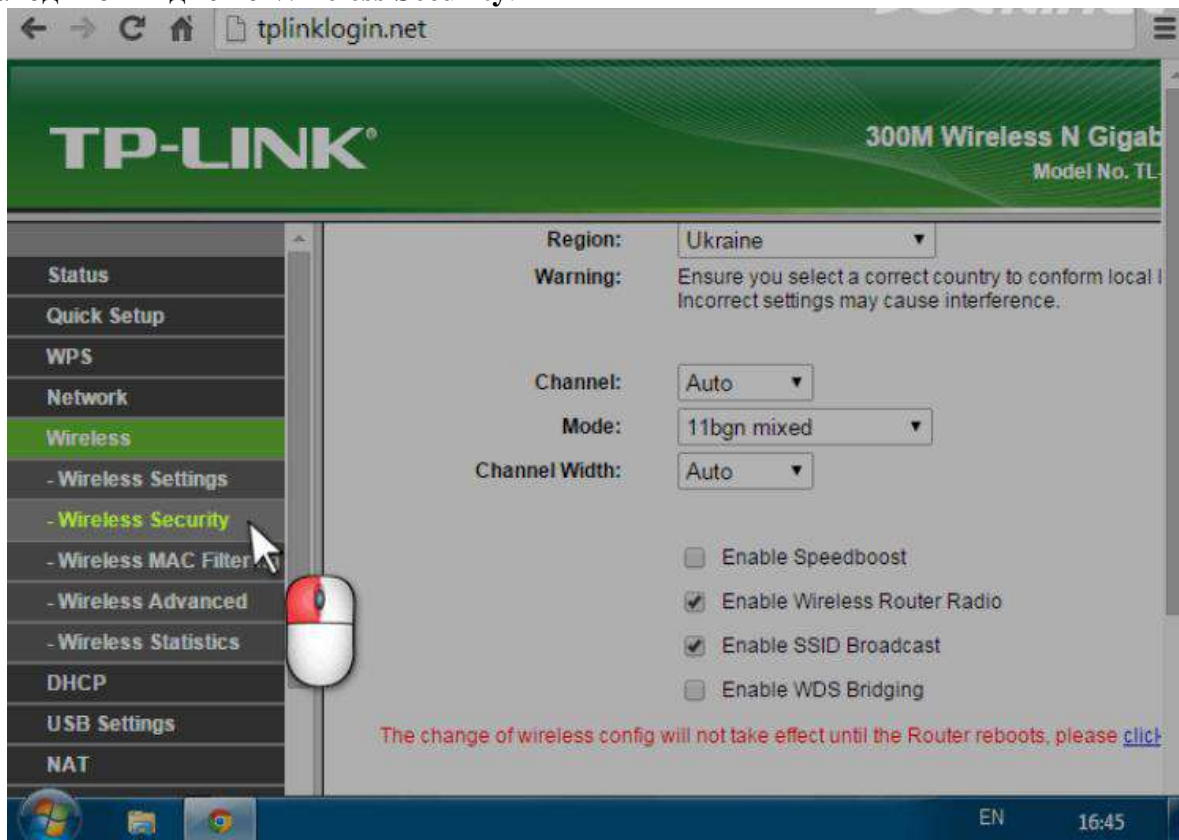 Wireless Security.
tplinklogin.net
TP-LINK®
300M Wireless N Gigab
Model No. TL-
Status
Quick Setup
WPS
Network
Wireless
- Wireless Settings
- Wireless Security
- Wireless MAC Filter
- Wireless Advanced
- Wireless Statistics
DHCP
USB Settings
NAT
Region: Ukraine
Warning: Ensure you select a correct country to conform local l
Incorrect settings may cause interference.
Channel: Auto
Mode: 11bgn mixed
Channel Width: Auto
Enable Speedboost
Enable Wireless Router Radio
Enable SSID Broadcast
Enable WDS Bridging
The change of wireless config will not take effect until the Router reboots, please click
EN 16:45